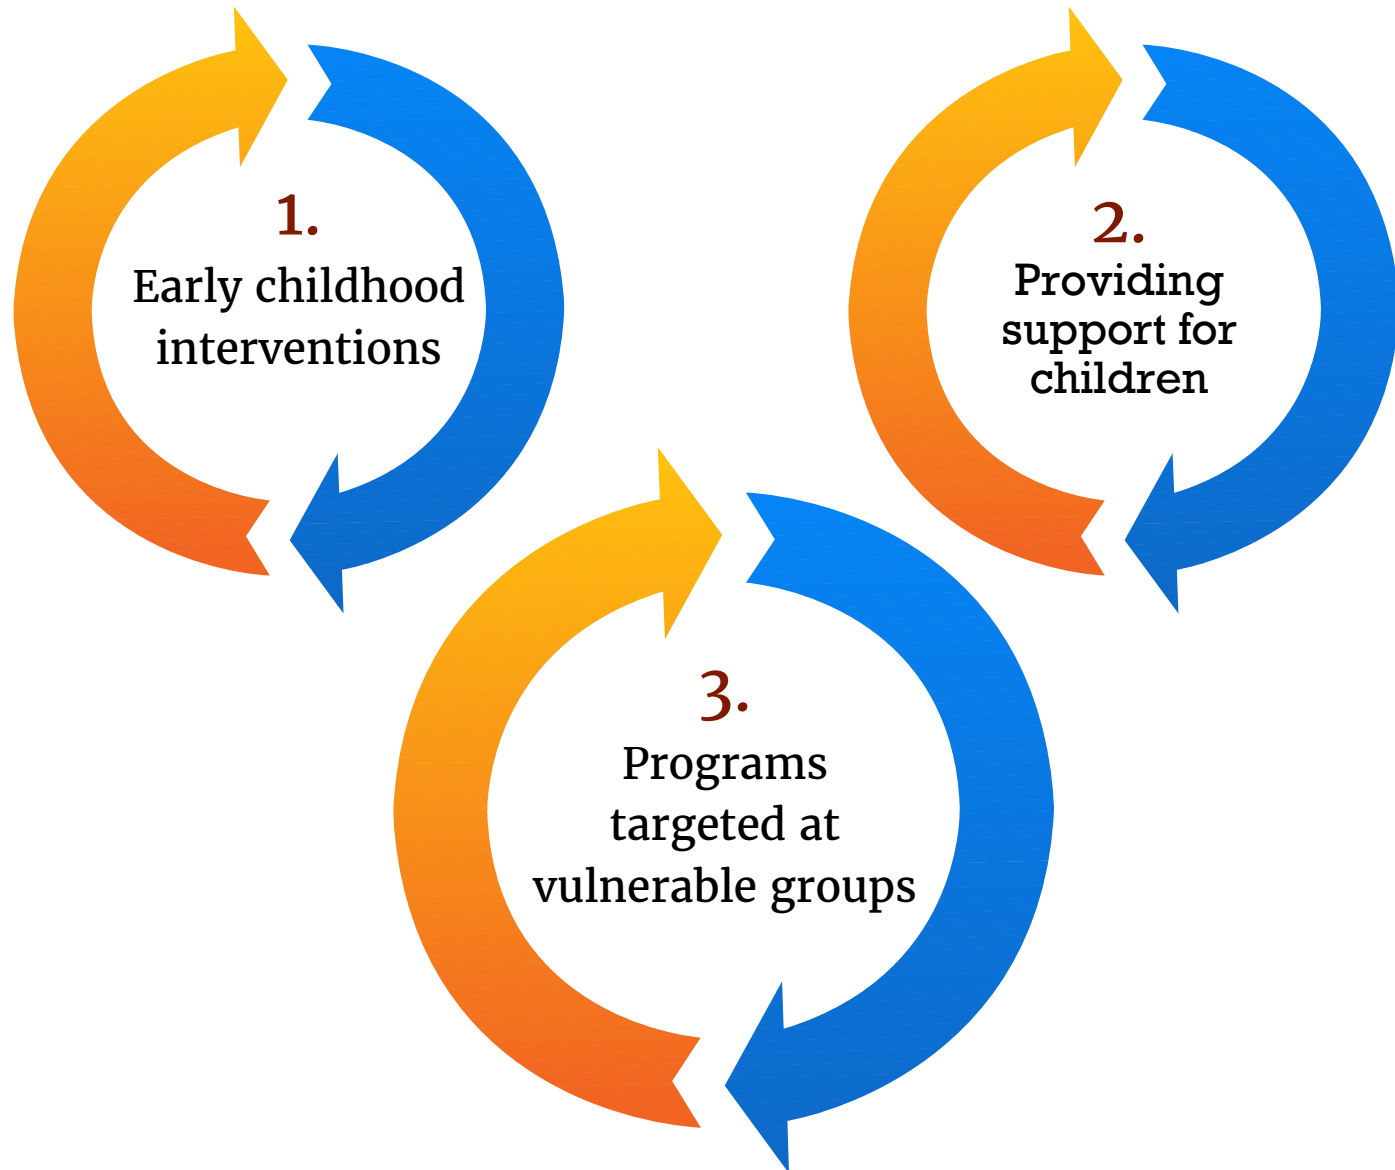 1.
Early childhood
interventions
2.
Providing
support for
children
3.
Programs
targeted at
vulnerable groups